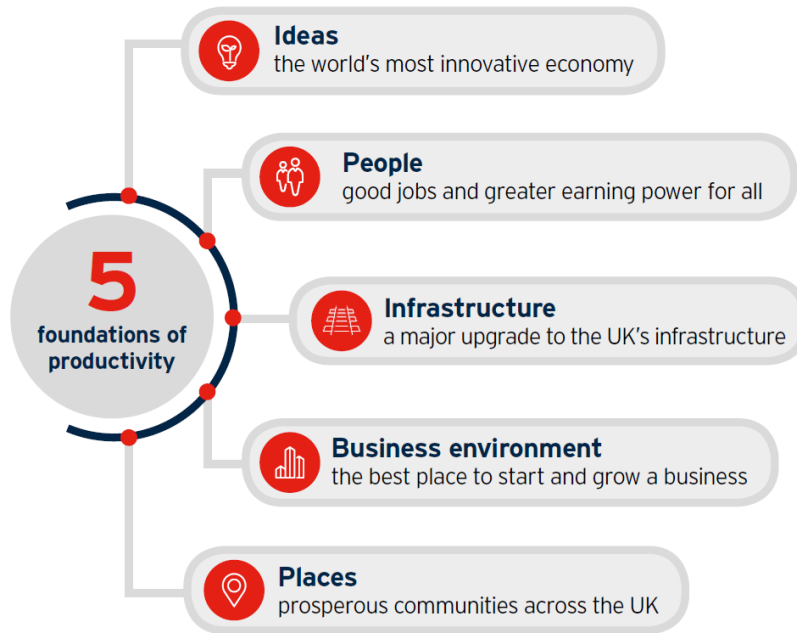 Ideas
the world's most innovative economy
People
good jobs and greater earning power for all
5
foundations of
productivity
Infrastructure
a major upgrade to the UK's infrastructure
Business environment
the best place to start and grow a business
Places
prosperous communities across the UK